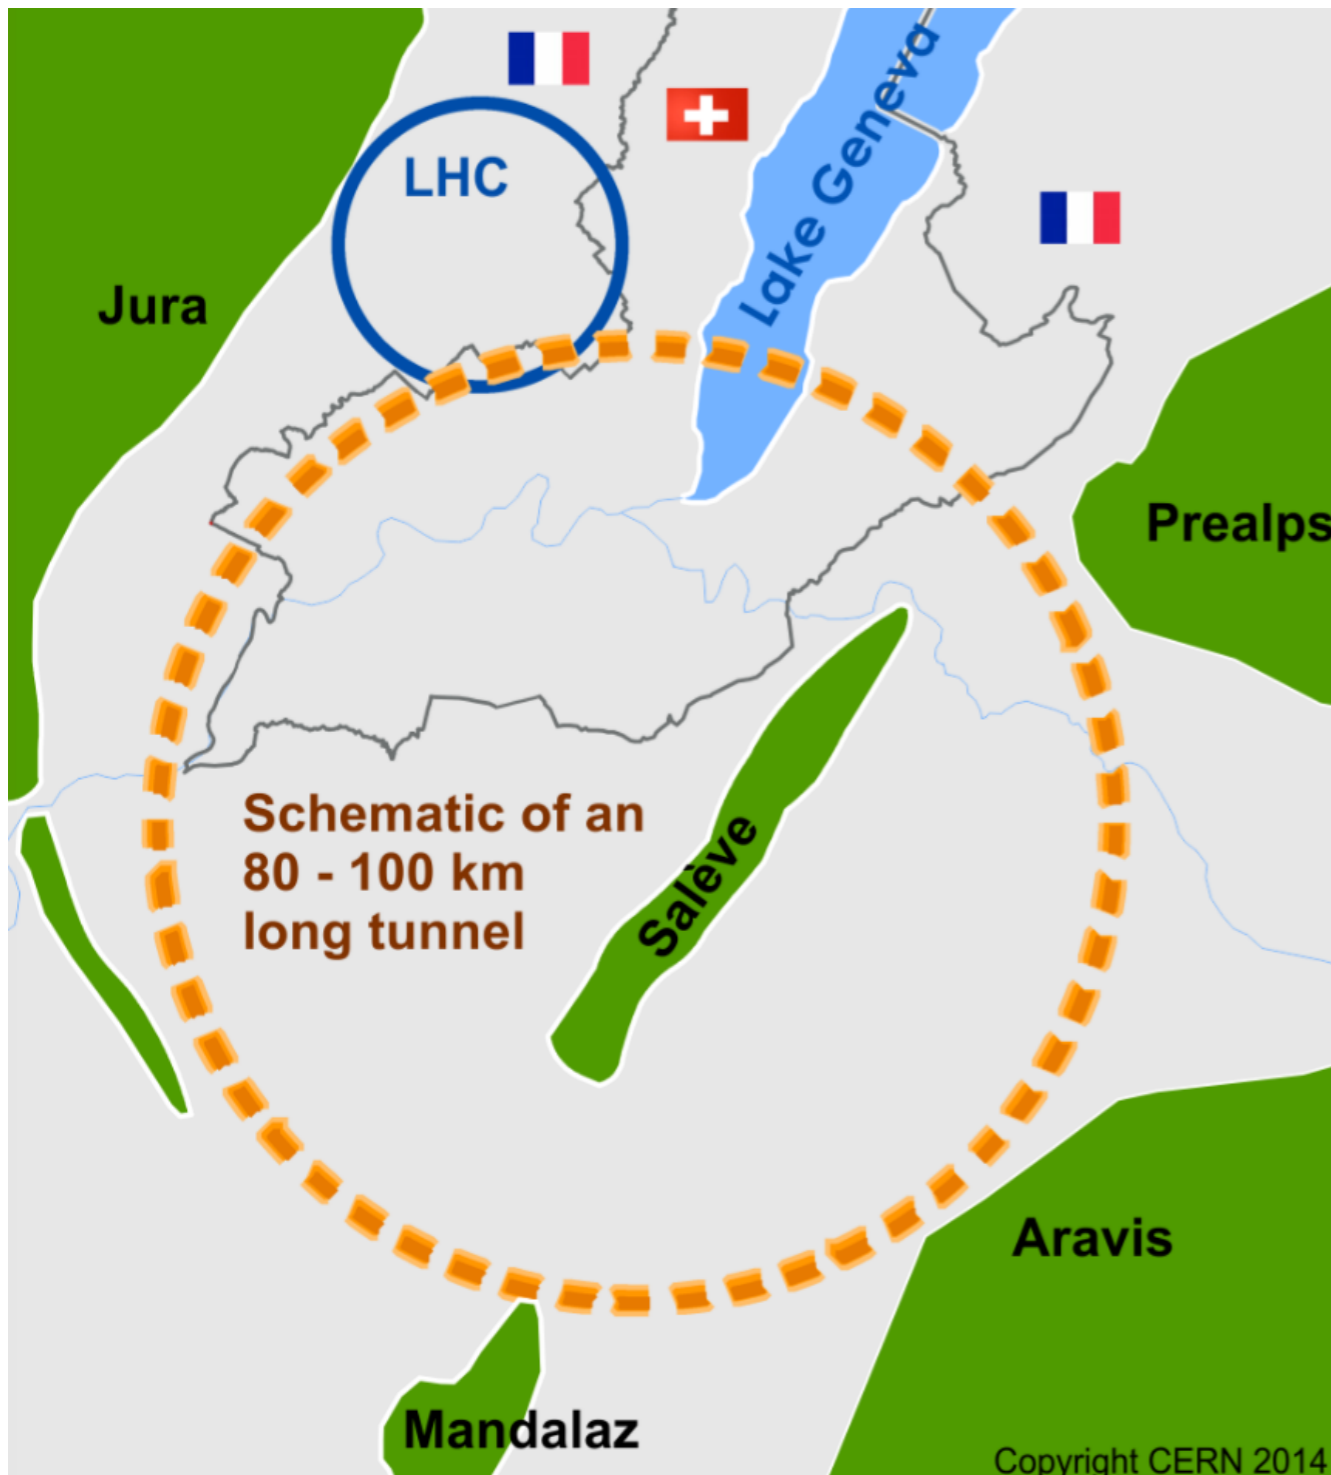 LHC
Lake Geneva
Jura
Prealps
Schematic of an
80 - 100 km
long tunnel
Salève
Aravis
Mandalaz
Copyright CERN 2014